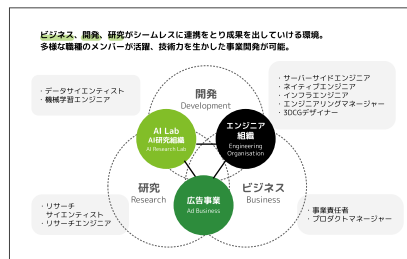 ビジネス、開発、研究がシームレスに連携をとり成果を出していける環境。
多様な職種のメンバーが活躍、技術力を生かした事業開発が可能。
・データサイエンティスト
・機械学習エンジニア
開発
Development
・サーバーサイドエンジニア
・ネイティブエンジニア
・インフラエンジニア
・エンジニアリングマネージャー
・3DCGデザイナー
AI Lab
AI研究組織
AI Research Lab
エンジニア
組織
Engineering
Organisation
研究
Research
広告事業
Ad Business
ビジネス
Business
・リサーチ
サイエンティスト
・リサーチエンジニア
・事業責任者
・プロダクトマネージャー